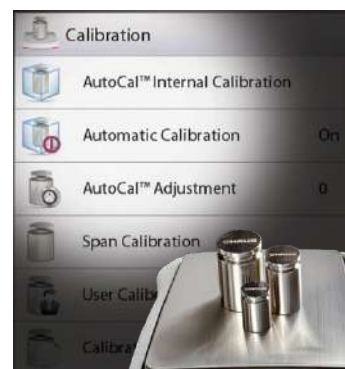 Calibration
AutoCal™ Internal Calibration
Automatic Calibration On
AutoCal™ Adjustment 0
Span Calibration
User